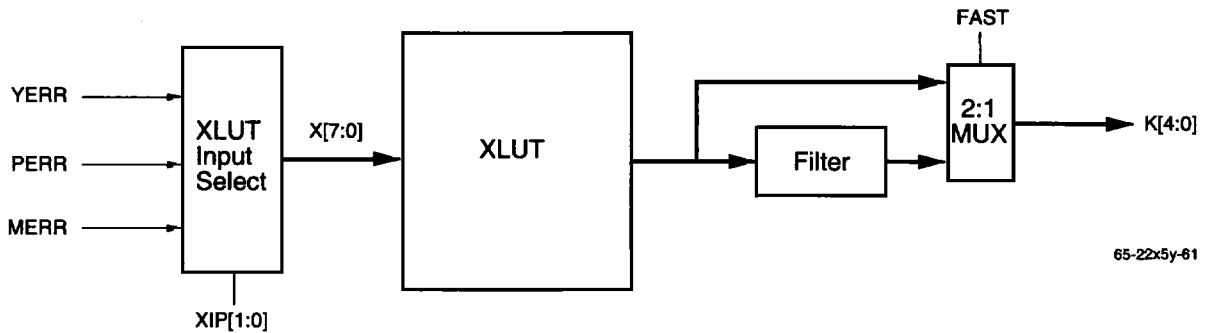 FAST
YERR
PERR
MERR
XLUT
Input
Select
X[7:0]
XLUT
Filter
2:1
MUX
K[4:0]
XIP[1:0]
65-22x5y-61